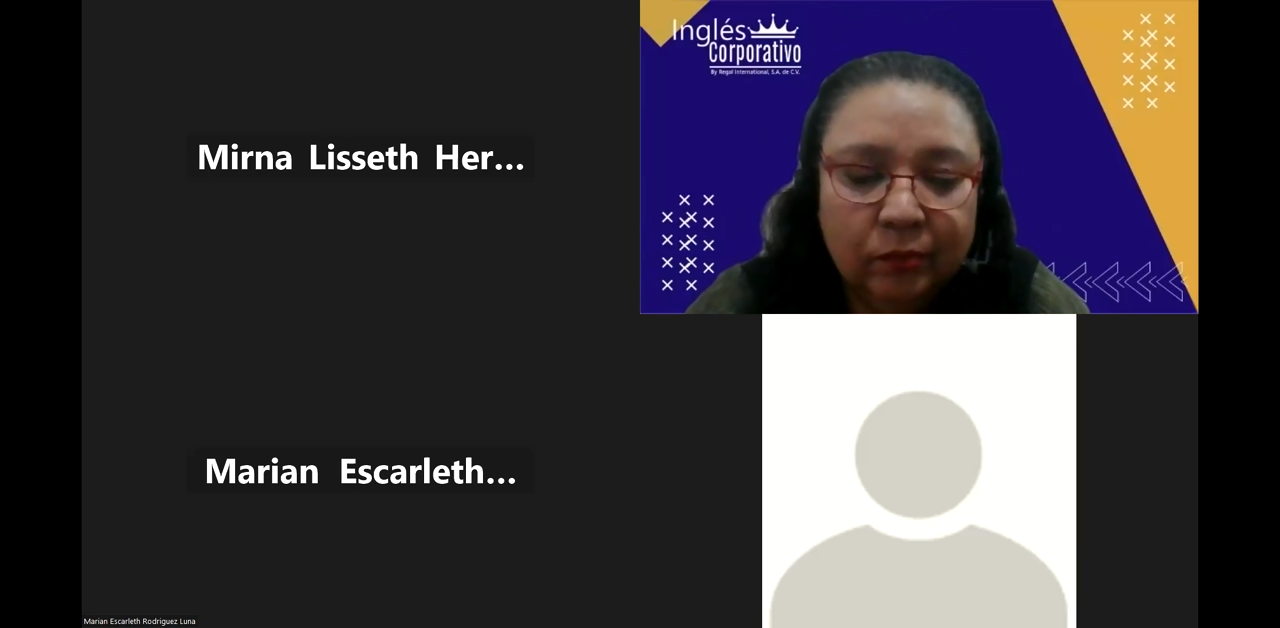 Mirna Lisseth Her...
Inglés
Corporativo
By Regal International, S.A. de C.V.
Marian Escarleth...
Marian Escarleth Rodriguez Luna